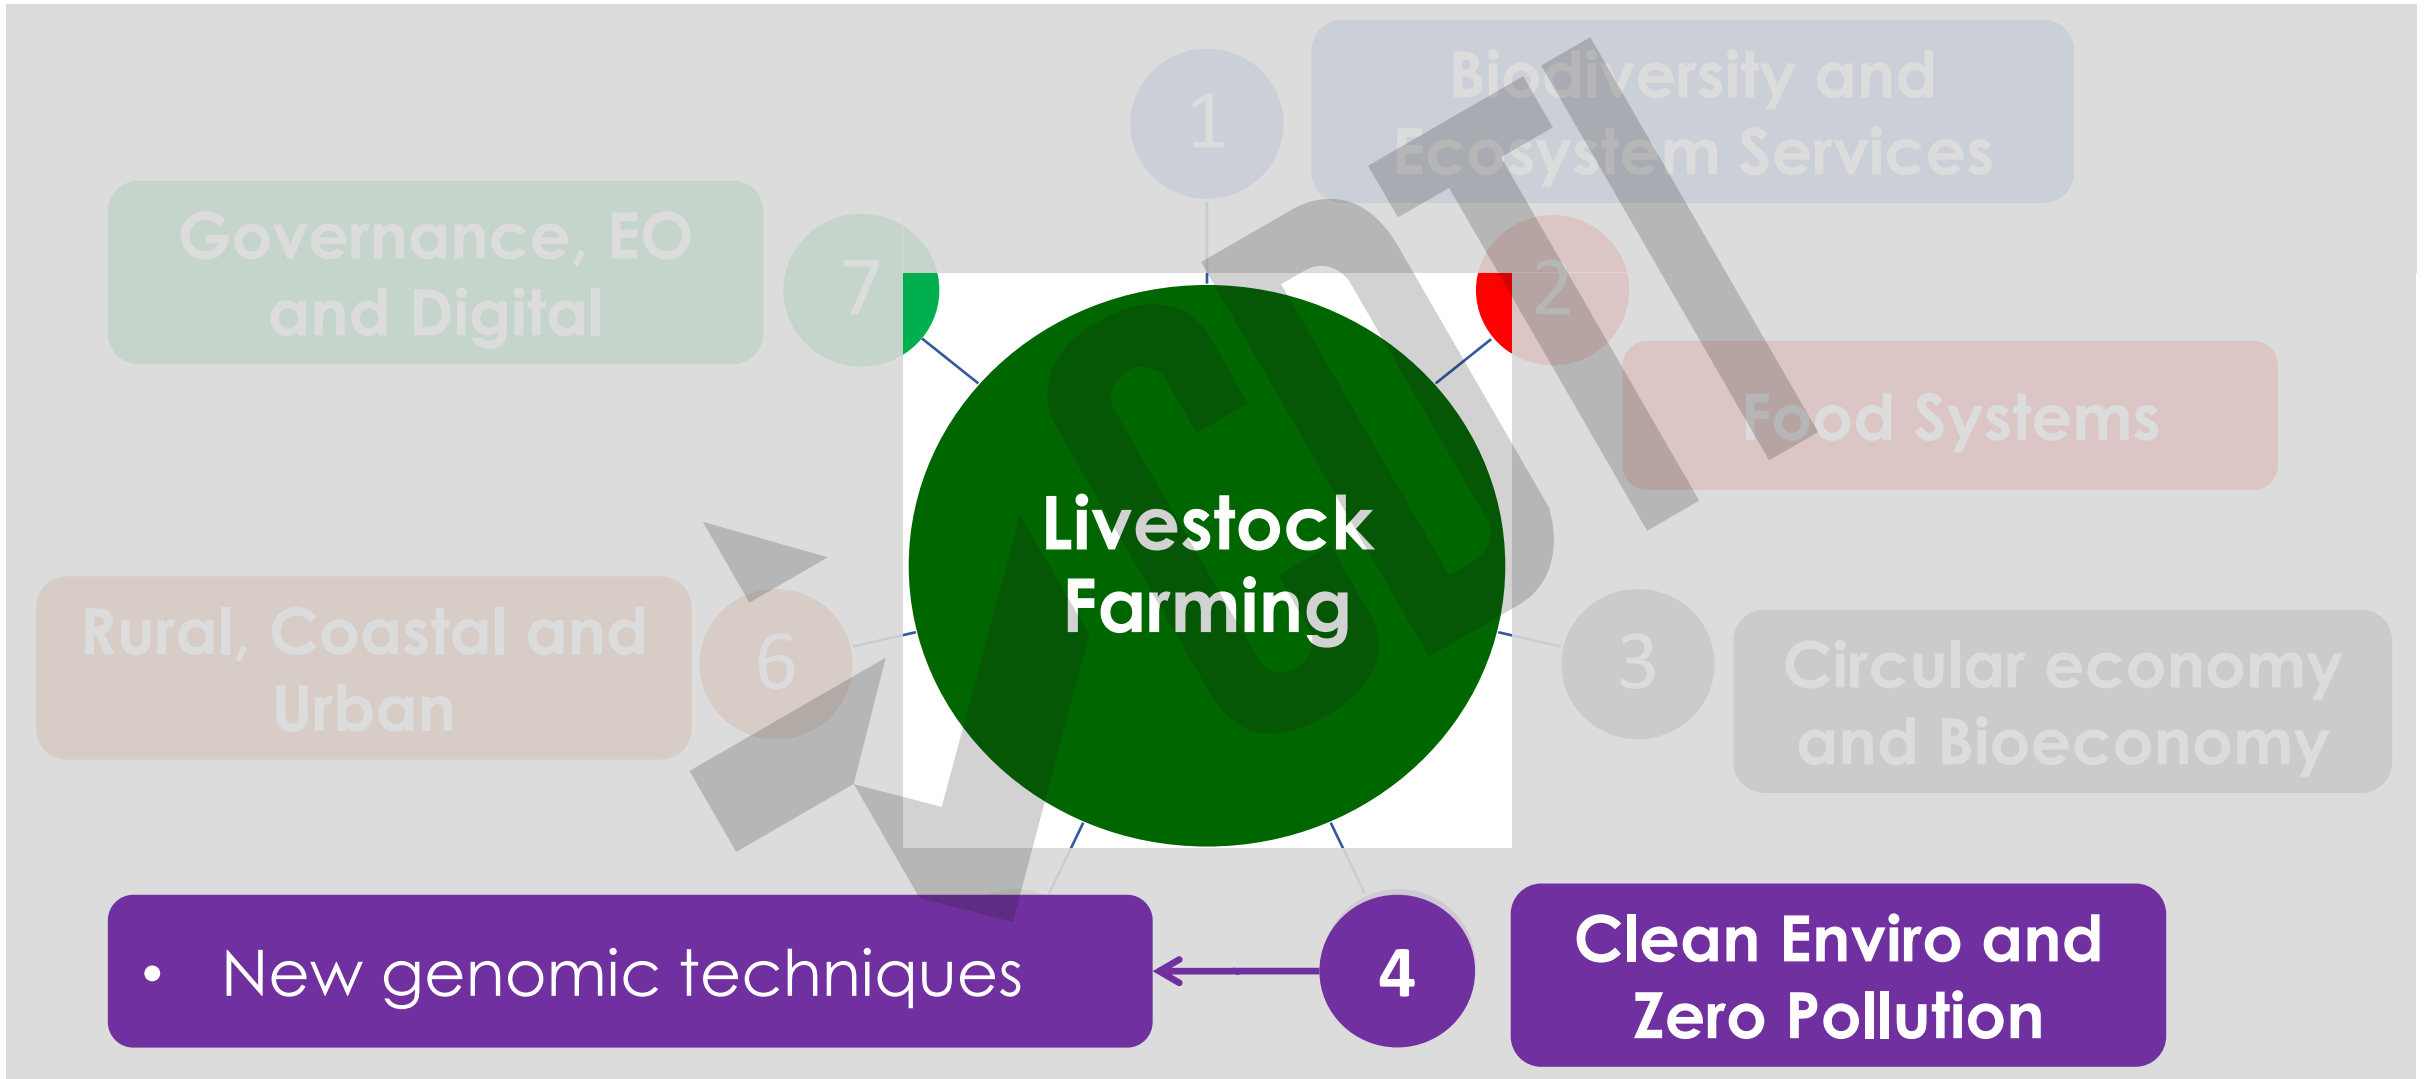 1
Biodiversity and
Ecosystem Services
Governance, EO
and Digital
7
2
Food Systems
Livestock
Farming
Rural, Coastal and
Urban
6
3
Circular economy
and Bioeconomy
• New genomic techniques
4
Clean Enviro and
Zero Pollution